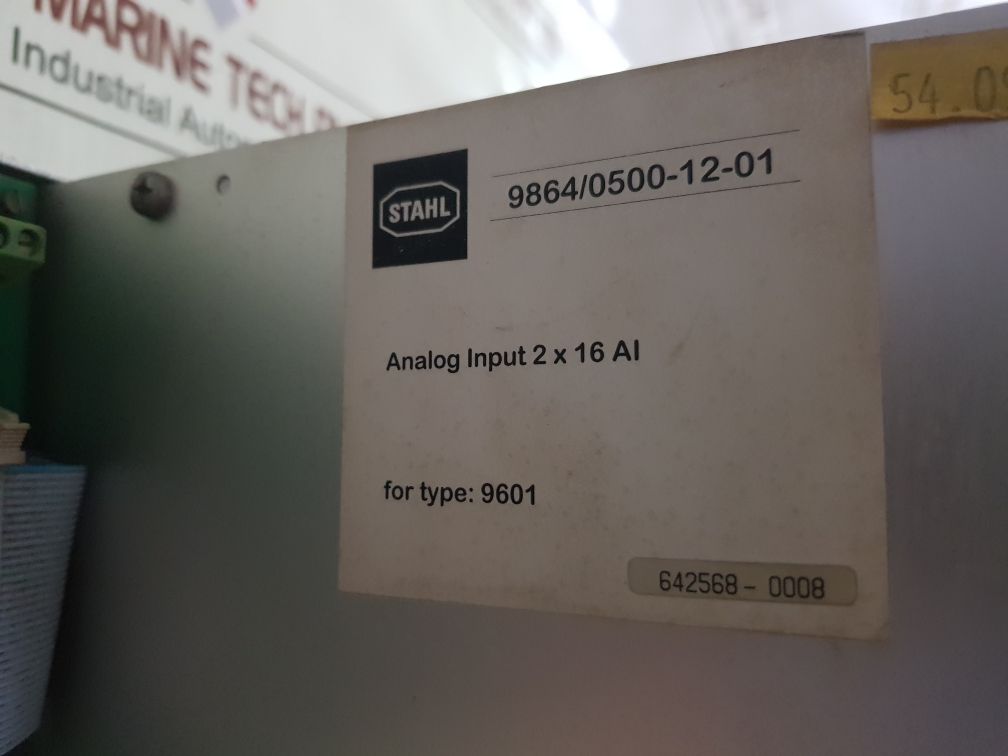 MARINE TECH
Industrial
54.0
STAHL
9864/0500-12-01
Analog Input 2 x 16 AI
for type: 9601
642568- 0008